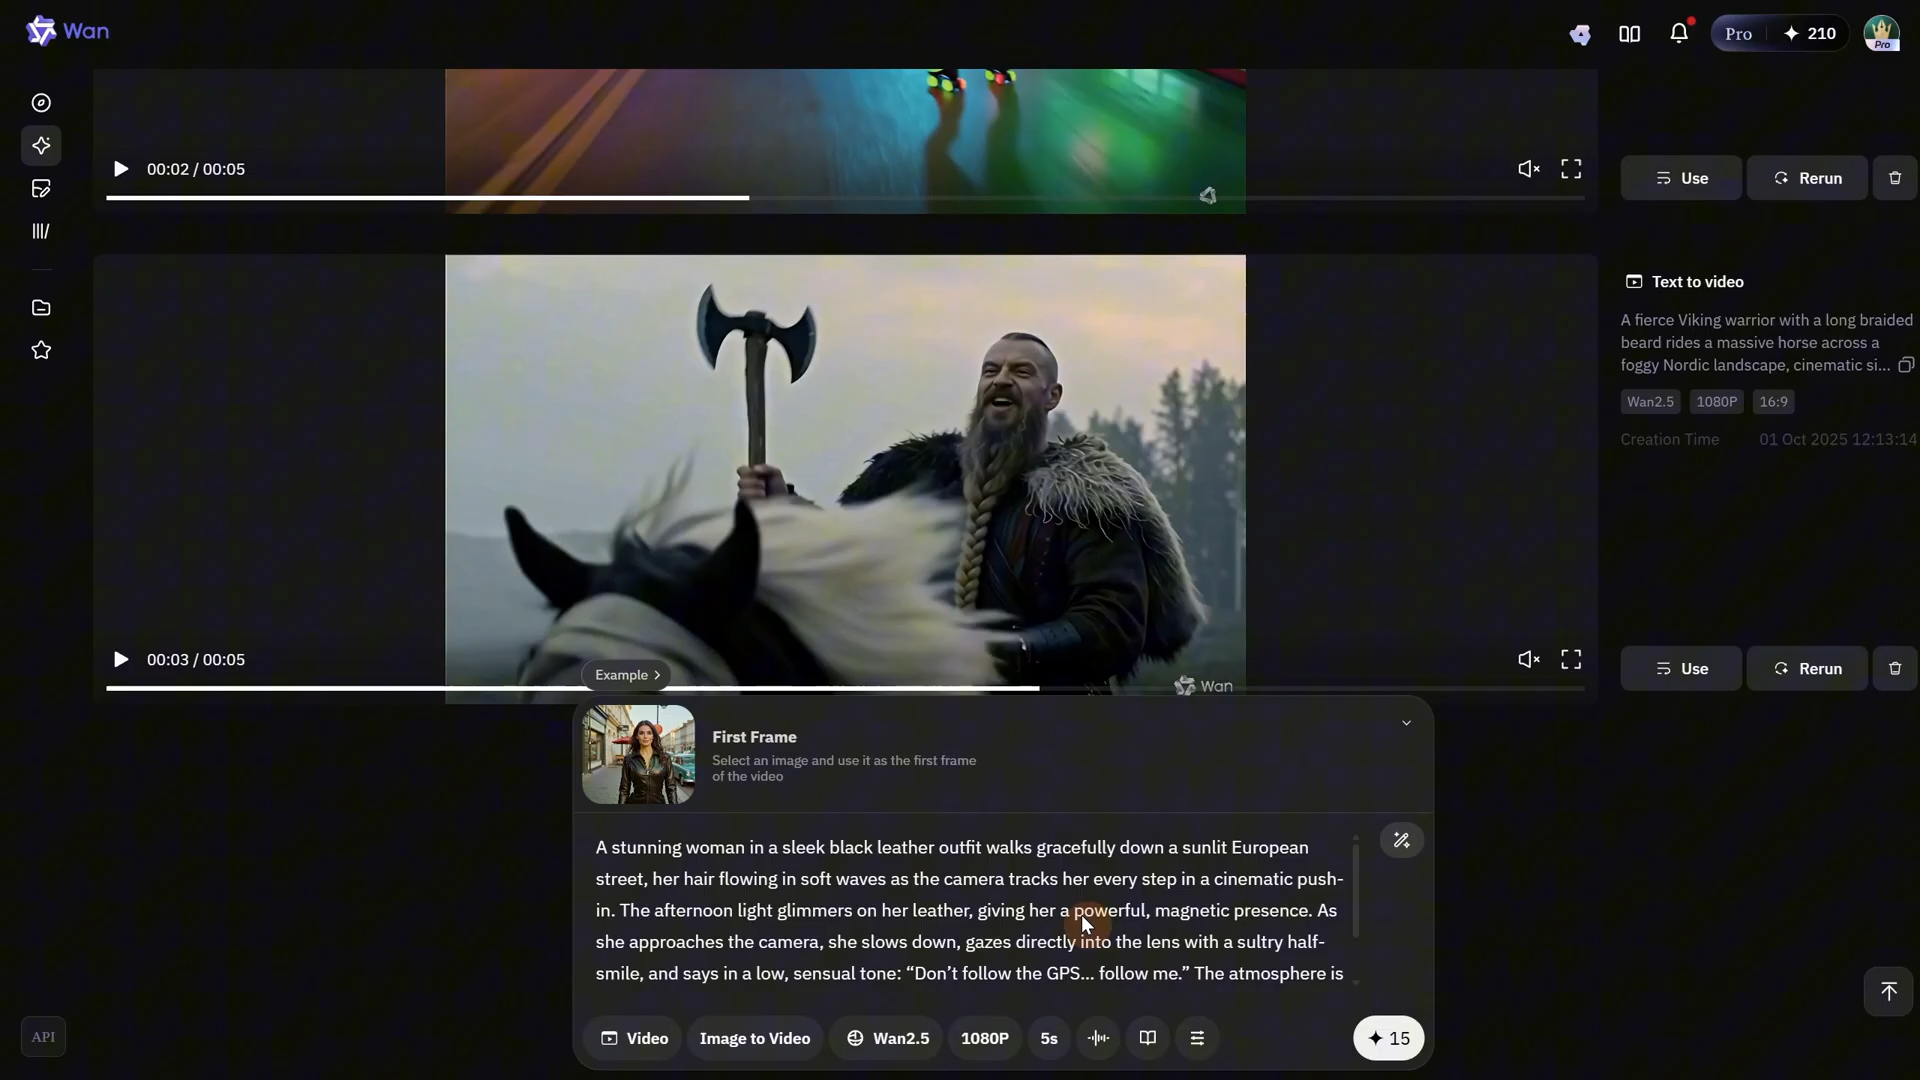 Wan
Pro
210
Pro
00:02 / 00:05
Use
Rerun
Text to video
A fierce Viking warrior with a long braided
beard rides a massive horse across a
foggy Nordic landscape, cinematic si...
Wan2.5
1080P
16:9
Creation Time
01 Oct 2025 12:13:14
00:03 / 00:05
Wan
Use
Rerun
Example
First Frame
Select an image and use it as the first frame
of the video
A stunning woman in a sleek black leather outfit walks gracefully down a sunlit European
street, her hair flowing in soft waves as the camera tracks her every step in a cinematic push-
in. The afternoon light glimmers on her leather, giving her a powerful, magnetic presence. As
she approaches the camera, she slows down, gazes directly into the lens with a sultry half-
smile, and says in a low, sensual tone: “Don’t follow the GPS... follow me.” The atmosphere is
API
Video
Image to Video
Wan2.5
1080P
5s
15